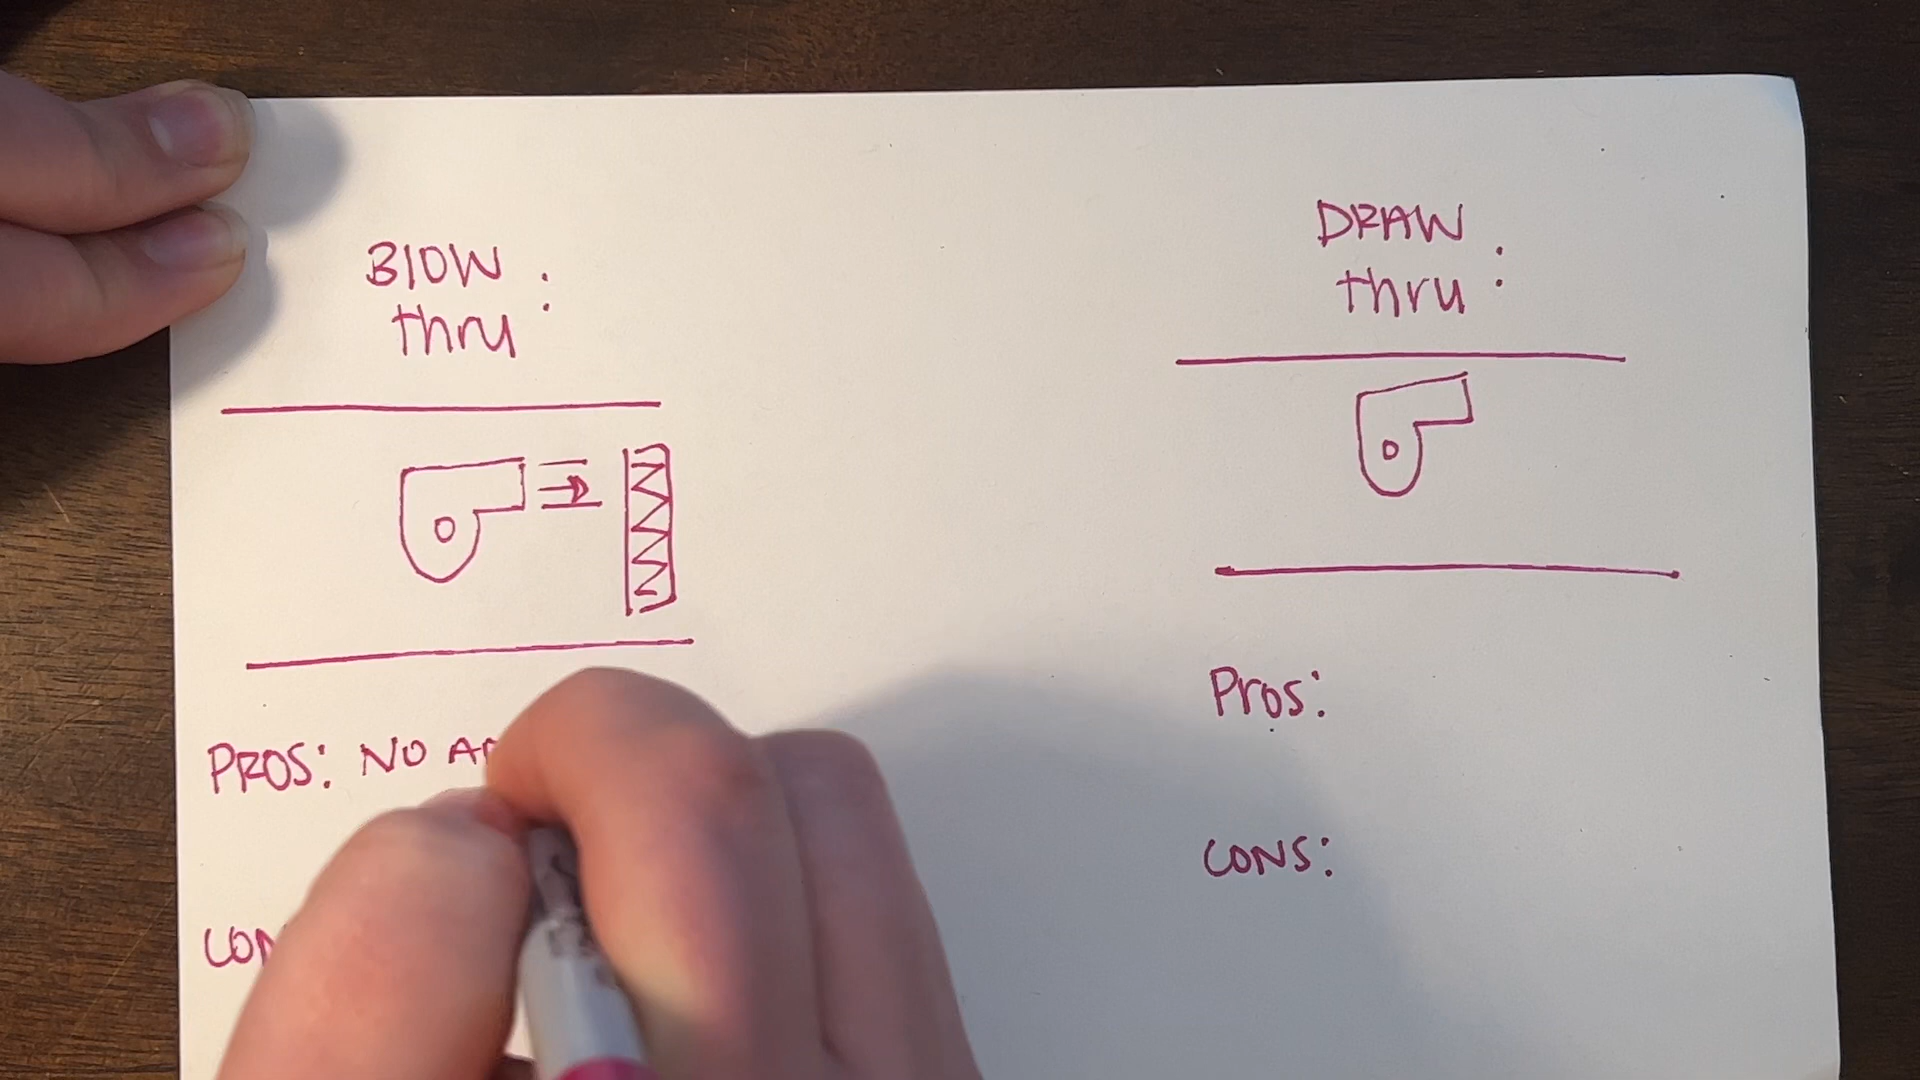 BlOW :
thru
DRAW :
thru
PROS: NO
Pros:
CONS: